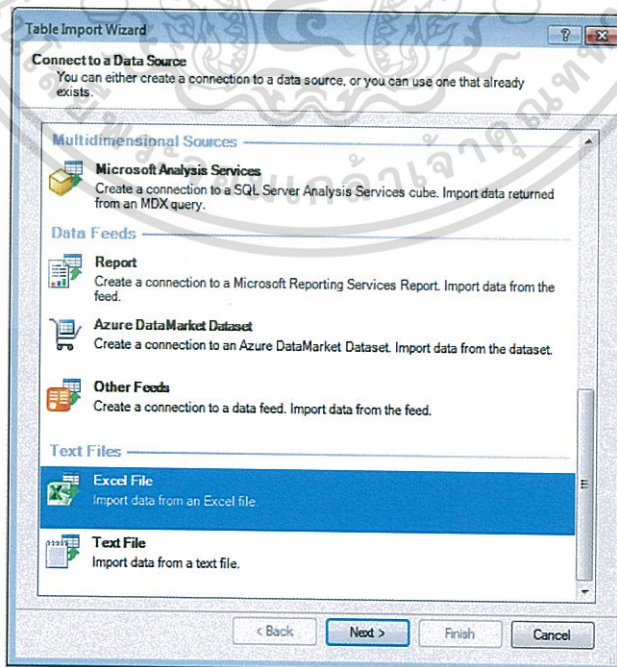 Table Import Wizard
Connect to a Data Source
You can either create a connection to a data source, or you can use one that already
exists.
Multidimensional Sources
Microsoft Analysis Services
Create a connection to a SQL Server Analysis Services cube. Import data returned
from an MDX query.
Data Feeds
Report
Create a connection to a Microsoft Reporting Services Report. Import data from the
feed.
Azure DataMarket Dataset
Create a connection to an Azure DataMarket Dataset. Import data from the dataset.
Other Feeds
Create a connection to a data feed. Import data from the feed.
Text Files
Excel File
Import data from an Excel file.
Text File
Import data from a text file.
< Back
Next >
Finish
Cancel